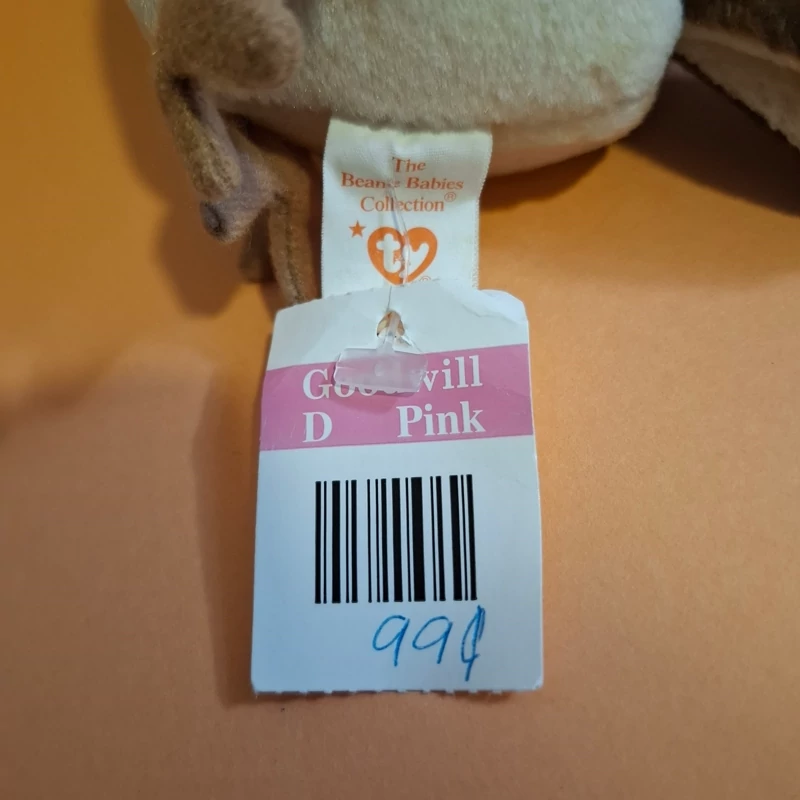 The
Beanie Babies
Collection®
ty
Goodwill
D Pink
99¢